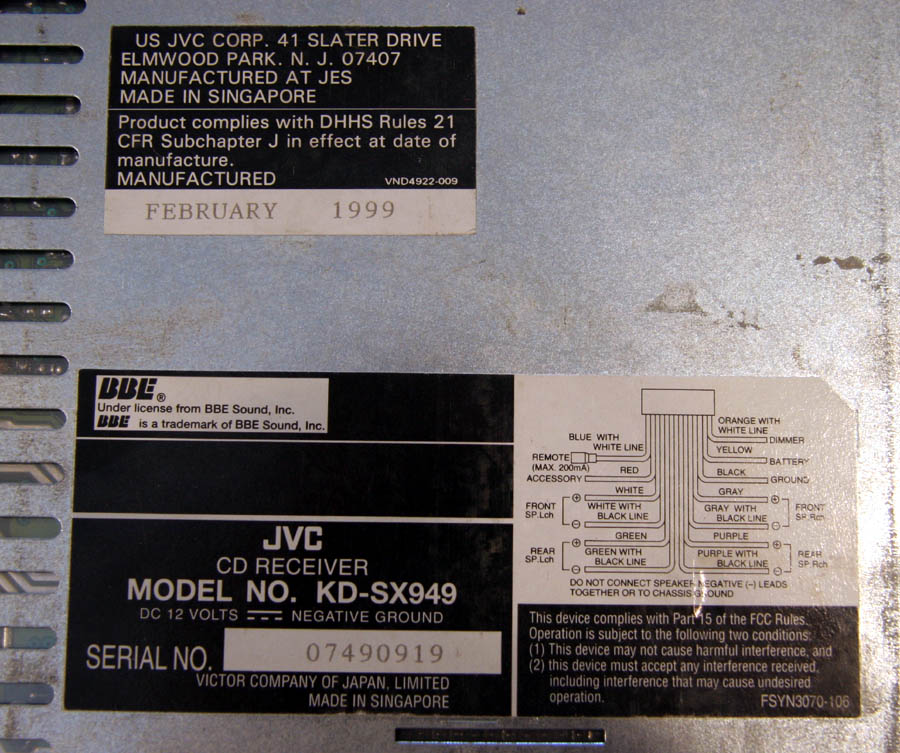 US JVC CORP. 41 SLATER DRIVE
ELMWOOD PARK. N. J. 07407
MANUFACTURED AT JES
MADE IN SINGAPORE
Product complies with DHHS Rules 21
CFR Subchapter J in effect at date of
manufacture.
MANUFACTURED VND4922-009
FEBRUARY 1999
BBE®
Under license from BBE Sound, Inc.
BBE is a trademark of BBE Sound, Inc.
JVC
CD RECEIVER
MODEL NO. KD-SX949
DC 12 VOLTS NEGATIVE GROUND
SERIAL NO. 07490919
VICTOR COMPANY OF JAPAN, LIMITED
MADE IN SINGAPORE
BLUE WITH
WHITE LINE
REMOTE
(MAX. 200mA)
RED
ACCESSORY
WHITE
FRONT
SP.Lch
⊕
WHITE WITH
BLACK LINE
⊖
GREEN
REAR
SP.Lch
⊕
GREEN WITH
BLACK LINE
⊖
ORANGE WITH
WHITE LINE
DIMMER
YELLOW
BATTERY
BLACK
GROUND
GRAY
⊕
FRONT
SP.Rch
GRAY WITH
BLACK LINE
⊖
PURPLE
⊕
REAR
SP.Rch
PURPLE WITH
BLACK LINE
⊖
DO NOT CONNECT SPEAKER NEGATIVE (–) LEADS
TOGETHER OR TO CHASSIS GROUND
This device complies with Part 15 of the FCC Rules.
Operation is subject to the following two conditions:
(1) This device may not cause harmful interference, and
(2) this device must accept any interference received,
including interference that may cause undesired
operation.
FSYN3070-106